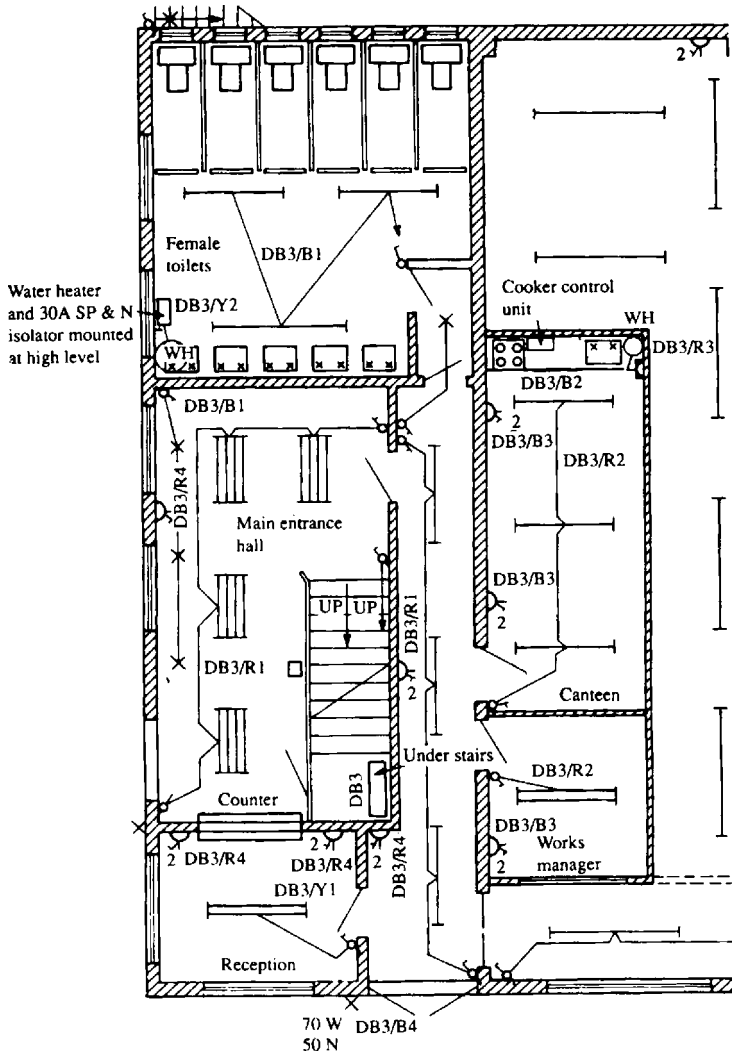 2
Female
toilets
DB3/B1
Water heater
and 30A SP & N
isolator mounted
at high level
DB3/Y2
WH
Cooker control
unit
WH
DB3/R3
DB3/B2
DB3/B1
2
DB3/B3
DB3/R2
DB3/R4
Main entrance
hall
UP
UP
DB3/R1
DB3/B3
2
DB3/R1
2
Canteen
Under stairs
DB3
DB3/R2
Counter
DB3/B3
2
Works
manager
2
DB3/R4
2
DB3/R4
2
DB3/R4
DB3/Y1
Reception
70 W
50 N
DB3/B4